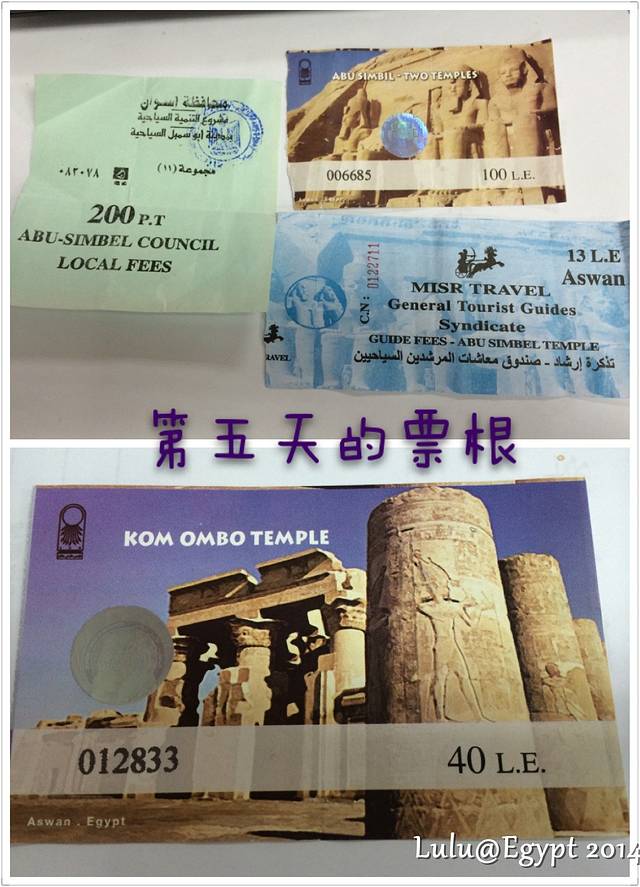 محافظة أسوان
مشروع التنمية السياحية
بمدينة أبو سمبل السياحية
مجموعة (١١)
٠٨٣٠٧٨
200 P.T
ABU-SIMBEL COUNCIL
LOCAL FEES
ABU SIMBIL - TWO TEMPLES
006685
100 L.E.
13 L.E
Aswan
C.N: 0122711
MISR TRAVEL
General Tourist Guides
Syndicate
GUIDE FEES - ABU SIMBEL TEMPLE
تذكرة إرشاد - صندوق معاشات المرشدين السياحيين
RAVEL
第五天的票根
KOM OMBO TEMPLE
012833
40 L.E.
Aswan . Egypt
Lulu@Egypt 2014